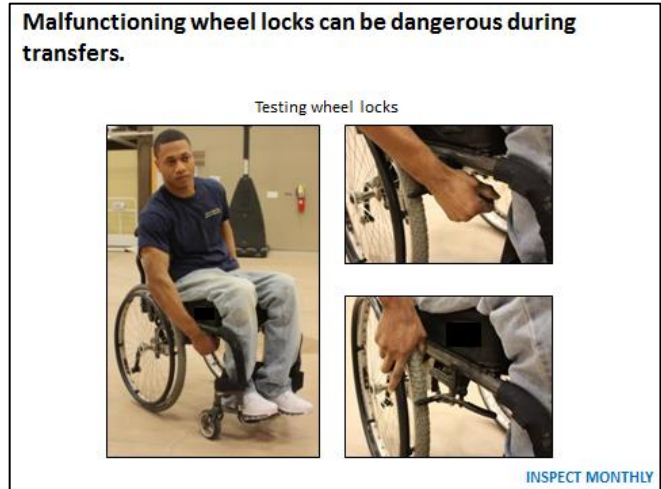 Malfunctioning wheel locks can be dangerous during
transfers.
Testing wheel locks
INSPECT MONTHLY